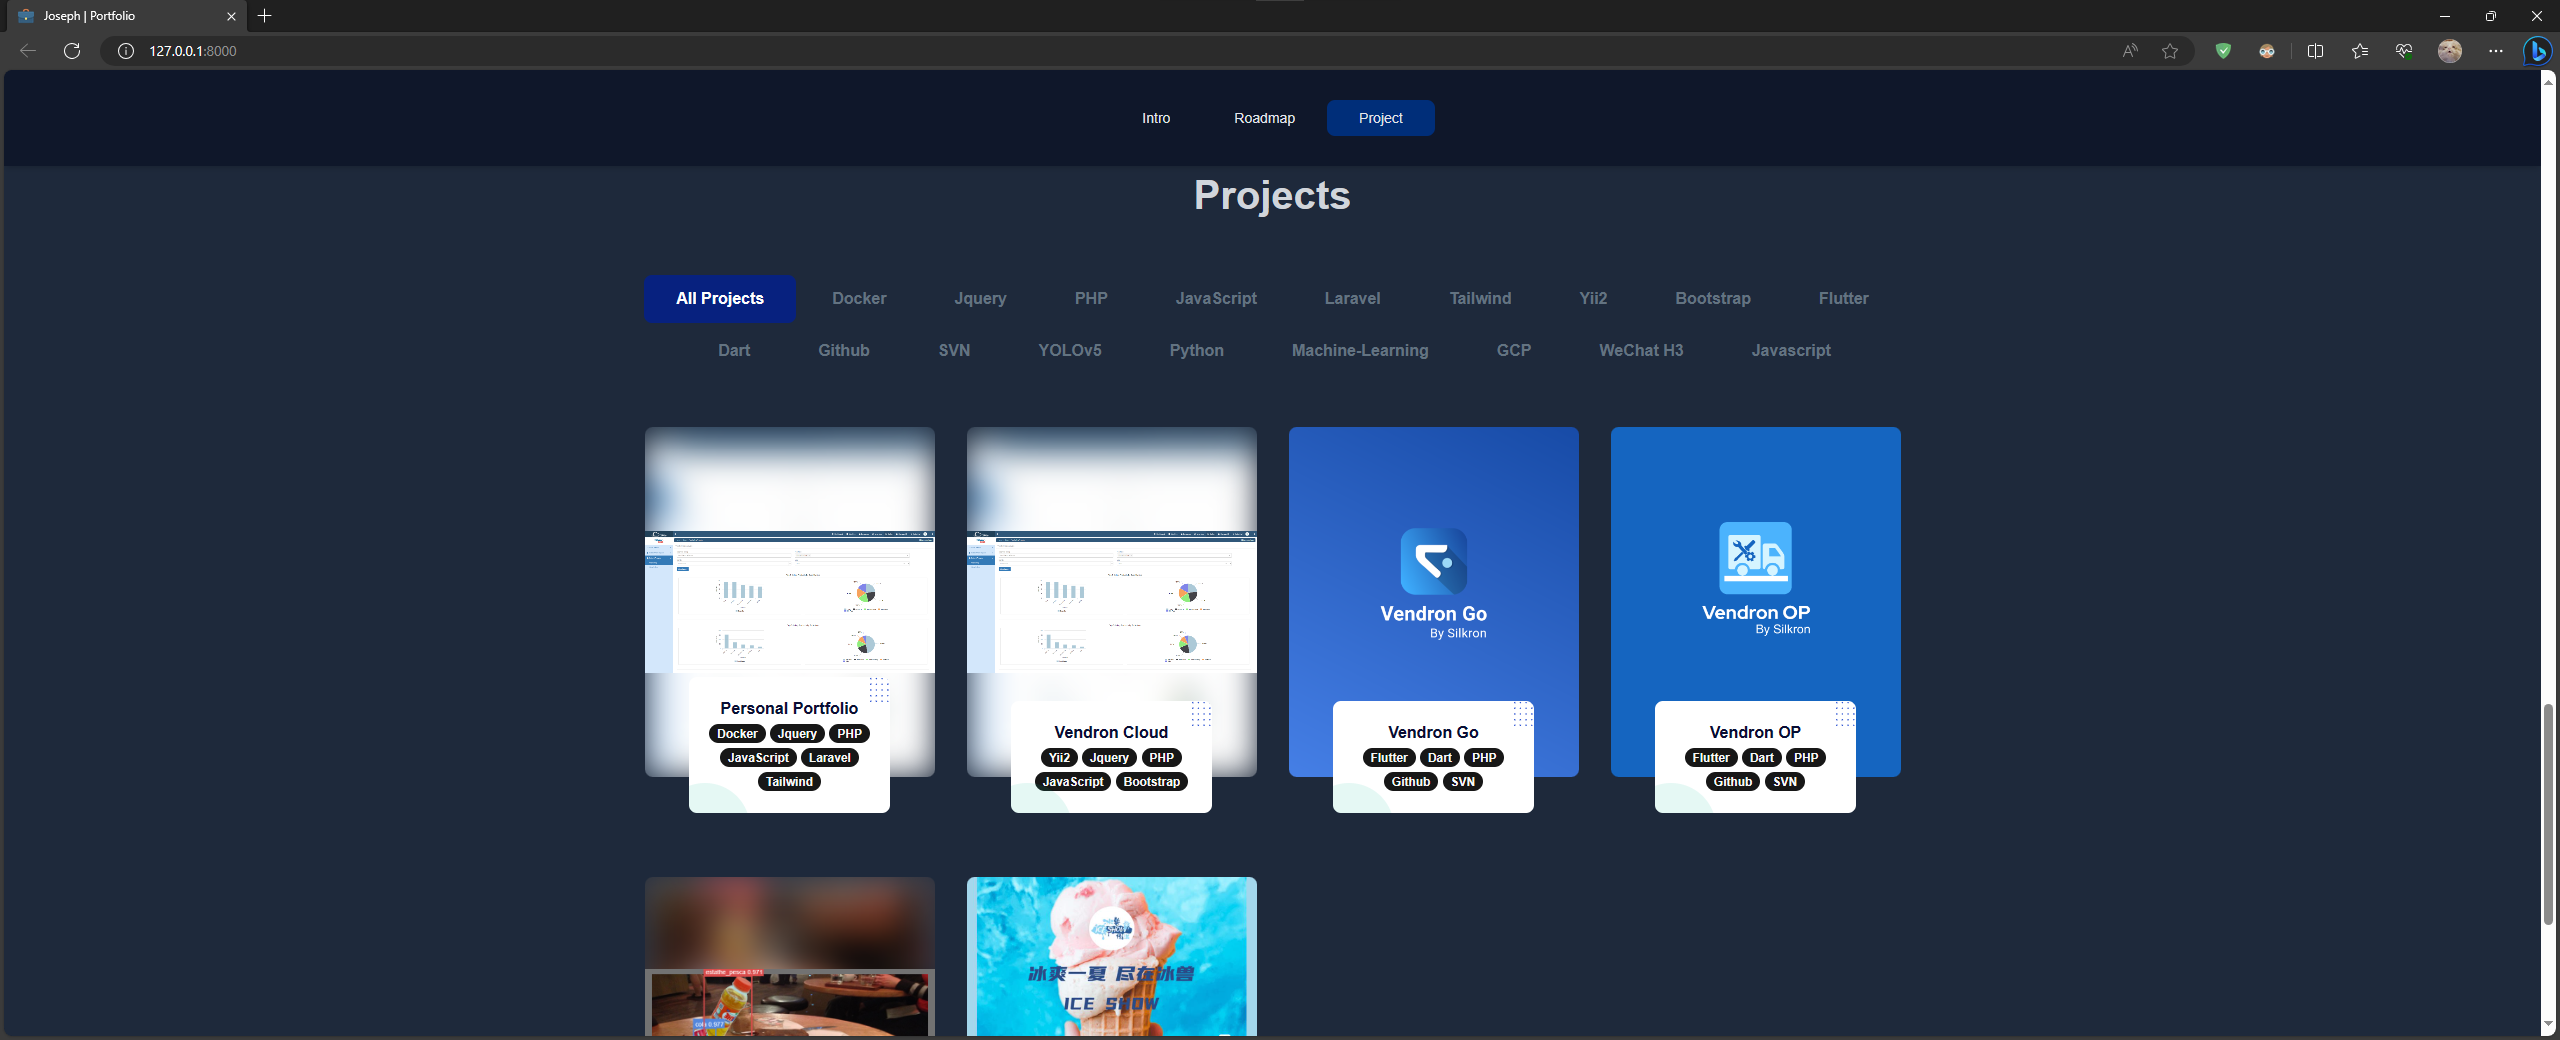 Joseph | Portfolio
127.0.0.1:8000
Intro
Roadmap
Project
Projects
All Projects
Docker
Jquery
PHP
JavaScript
Laravel
Tailwind
Yii2
Bootstrap
Flutter
Dart
Github
SVN
YOLOv5
Python
Machine-Learning
GCP
WeChat H3
Javascript
Personal Portfolio
Docker Jquery PHP
JavaScript Laravel
Tailwind
Vendron Cloud
Yii2 Jquery PHP
JavaScript Bootstrap
Vendron Go
By Silkron
Vendron Go
Flutter Dart PHP
Github SVN
Vendron OP
By Silkron
Vendron OP
Flutter Dart PHP
Github SVN
冰爽一夏 尽在冰兽
ICE SHOW